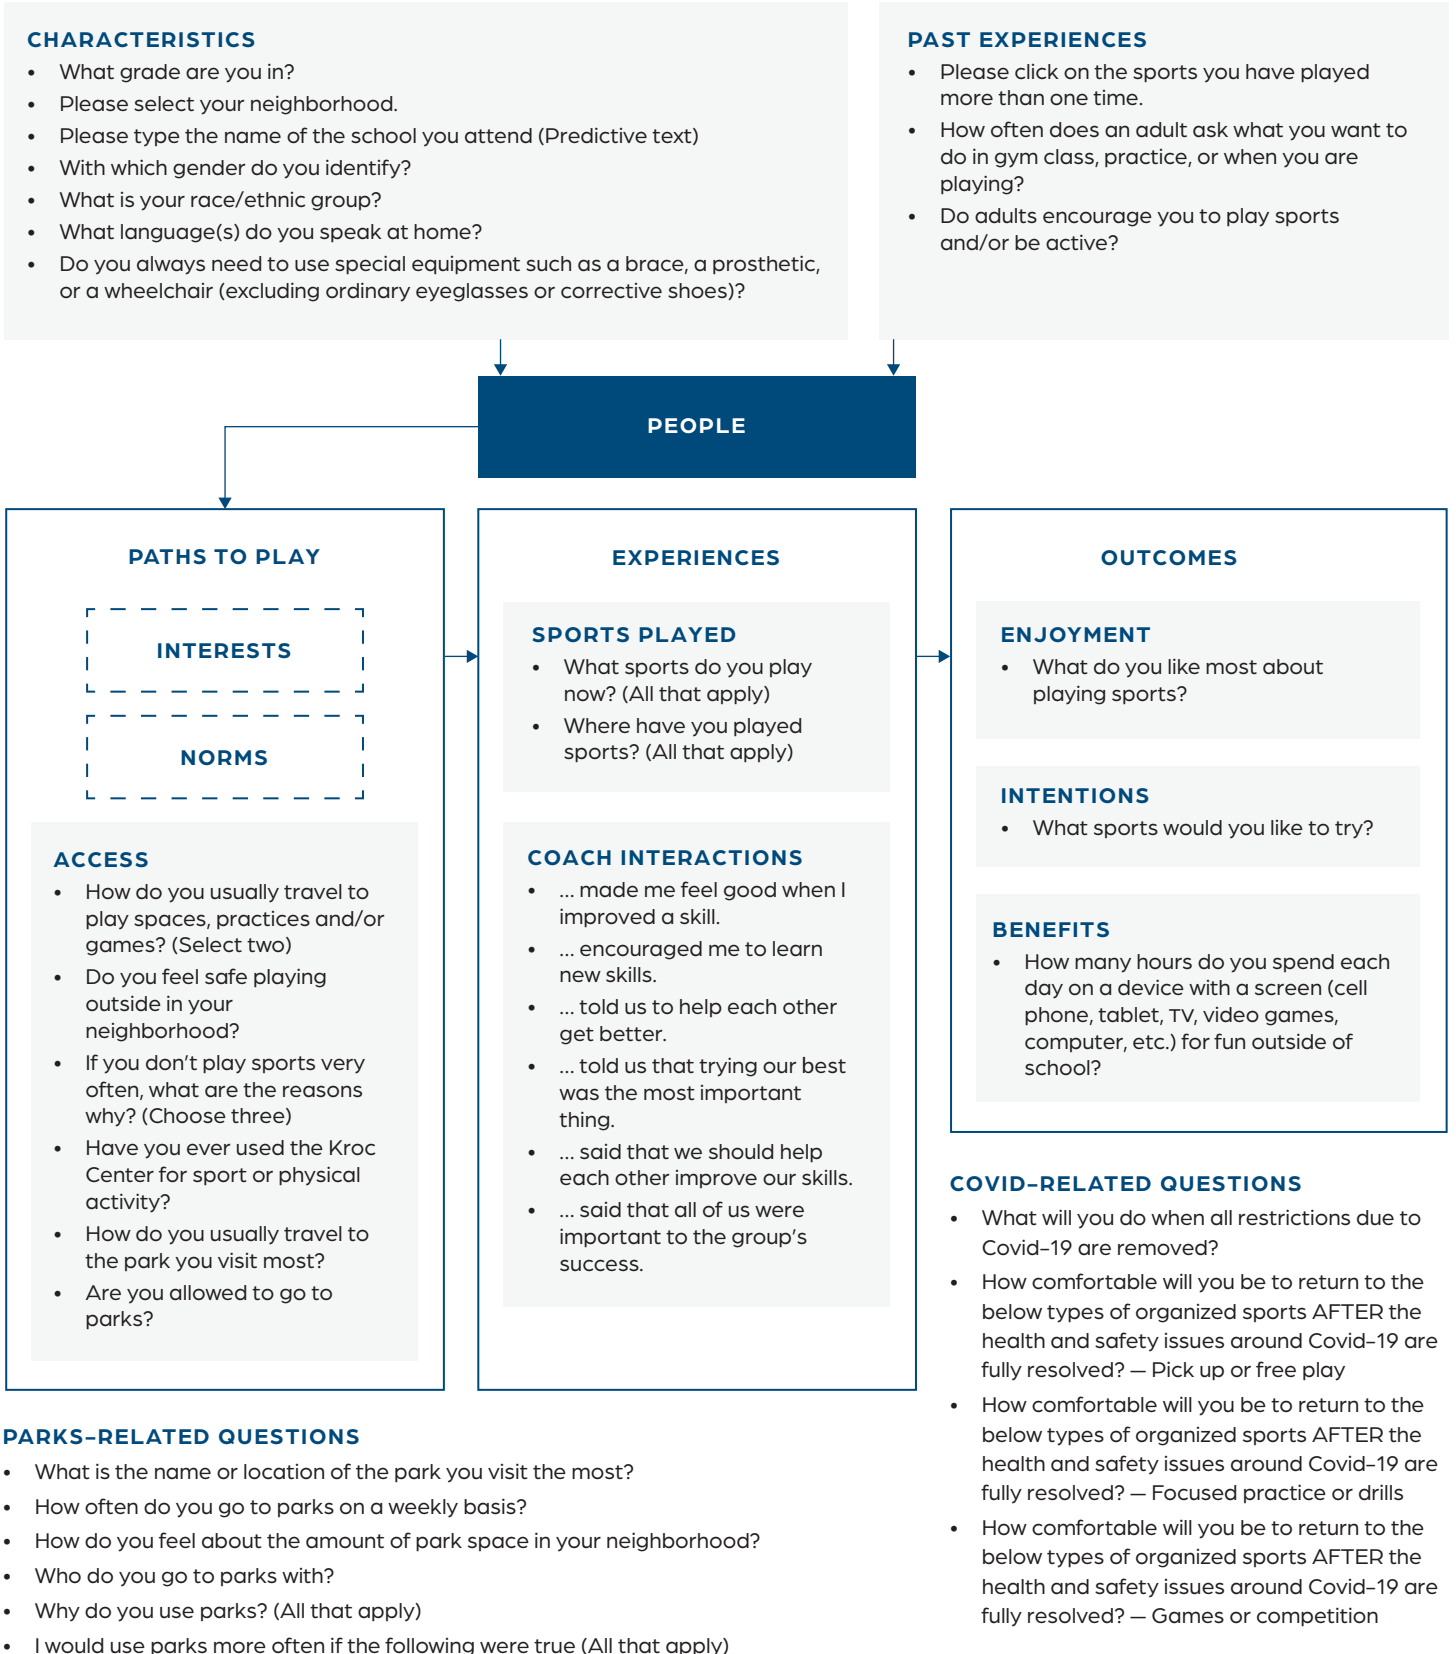 CHARACTERISTICS
• What grade are you in?
• Please select your neighborhood.
• Please type the name of the school you attend (Predictive text)
• With which gender do you identify?
• What is your race/ethnic group?
• What language(s) do you speak at home?
• Do you always need to use special equipment such as a brace, a prosthetic,
or a wheelchair (excluding ordinary eyeglasses or corrective shoes)?
PAST EXPERIENCES
• Please click on the sports you have played
more than one time.
• How often does an adult ask what you want to
do in gym class, practice, or when you are
playing?
• Do adults encourage you to play sports
and/or be active?
PEOPLE
PATHS TO PLAY
INTERESTS
NORMS
ACCESS
• How do you usually travel to
play spaces, practices and/or
games? (Select two)
• Do you feel safe playing
outside in your
neighborhood?
• If you don't play sports very
often, what are the reasons
why? (Choose three)
• Have you ever used the Kroc
Center for sport or physical
activity?
• How do you usually travel to
the park you visit most?
• Are you allowed to go to
parks?
EXPERIENCES
SPORTS PLAYED
• What sports do you play
now? (All that apply)
• Where have you played
sports? (All that apply)
COACH INTERACTIONS
• ... made me feel good when I
improved a skill.
• ... encouraged me to learn
new skills.
• ... told us to help each other
get better.
• ... told us that trying our best
was the most important
thing.
• ... said that we should help
each other improve our skills.
• ... said that all of us were
important to the group's
success.
OUTCOMES
ENJOYMENT
• What do you like most about
playing sports?
INTENTIONS
• What sports would you like to try?
BENEFITS
• How many hours do you spend each
day on a device with a screen (cell
phone, tablet, TV, video games,
computer, etc.) for fun outside of
school?
COVID-RELATED QUESTIONS
• What will you do when all restrictions due to
Covid-19 are removed?
• How comfortable will you be to return to the
below types of organized sports AFTER the
health and safety issues around Covid-19 are
fully resolved? — Pick up or free play
• How comfortable will you be to return to the
below types of organized sports AFTER the
health and safety issues around Covid-19 are
fully resolved? — Focused practice or drills
• How comfortable will you be to return to the
below types of organized sports AFTER the
health and safety issues around Covid-19 are
fully resolved? — Games or competition
PARKS-RELATED QUESTIONS
• What is the name or location of the park you visit the most?
• How often do you go to parks on a weekly basis?
• How do you feel about the amount of park space in your neighborhood?
• Who do you go to parks with?
• Why do you use parks? (All that apply)
• I would use parks more often if the following were true (All that apply)